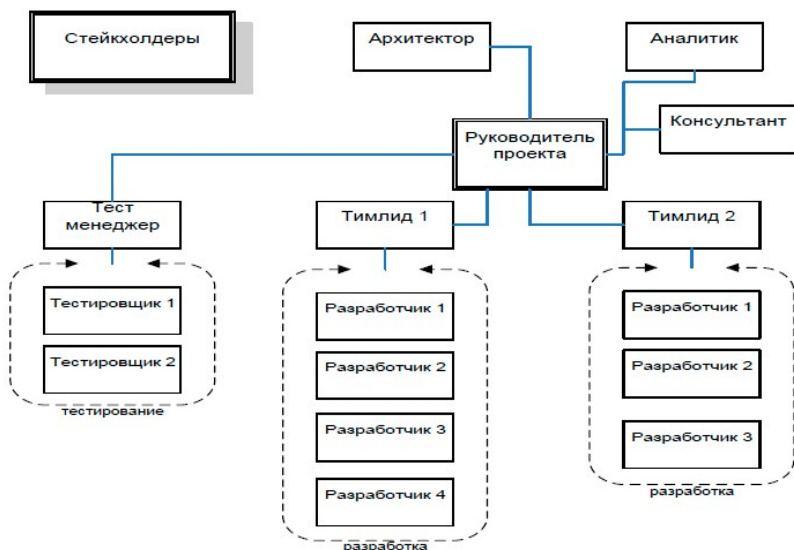 Стейкхолдеры
Архитектор
Аналитик
Консультант
Руководитель
проекта
Тест
менеджер
Тимлид 1
Тимлид 2
Тестировщик 1
Тестировщик 2
тестирование
Разработчик 1
Разработчик 2
Разработчик 3
Разработчик 4
разработка
Разработчик 1
Разработчик 2
Разработчик 3
разработка